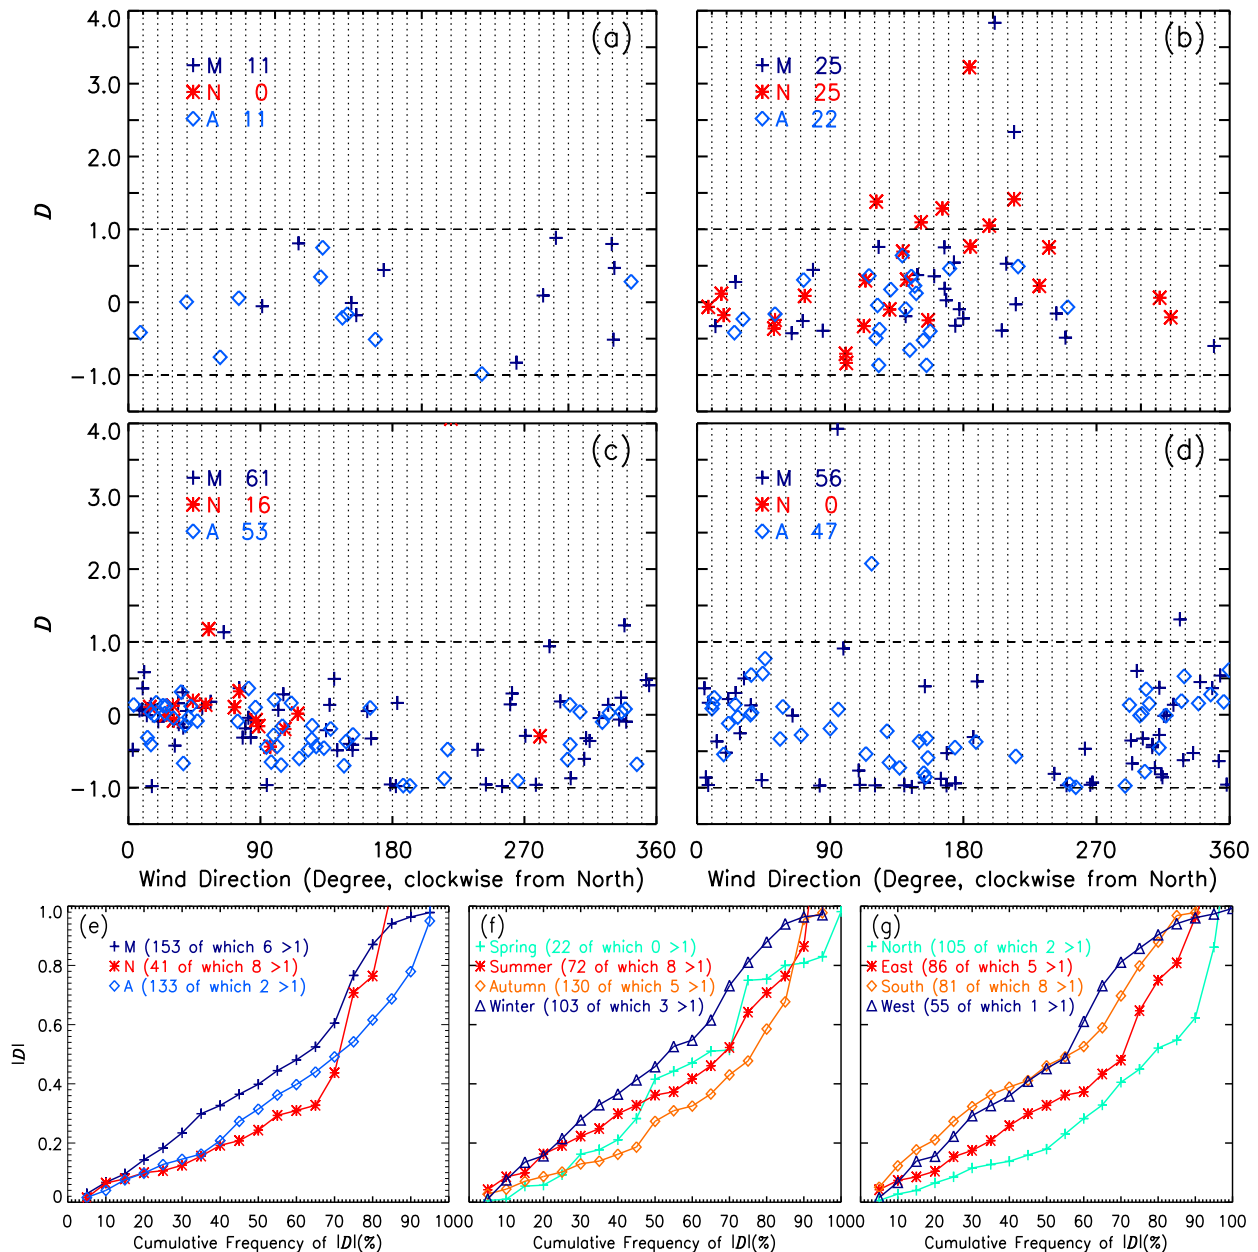 4.0
3.0
2.0
1.0
0
-1.0
D
(a)
M 11
N 0
A 11
(b)
M 25
N 25
A 22
4.0
3.0
2.0
1.0
0
-1.0
D
(c)
M 61
N 16
A 53
(d)
M 56
N 0
A 47
0 90 180 270 360
Wind Direction (Degree, clockwise from North)
0 90 180 270 360
Wind Direction (Degree, clockwise from North)
1.0
0.8
0.6
0.4
0.2
0
|D|
(e)
M (153 of which 6 >1)
N (41 of which 8 >1)
A (133 of which 2 >1)
0 10 20 30 40 50 60 70 80 90 100
Cumulative Frequency of |D|(%)
(f)
Spring (22 of which 0 >1)
Summer (72 of which 8 >1)
Autumn (130 of which 5 >1)
Winter (103 of which 3 >1)
10 20 30 40 50 60 70 80 90 100
Cumulative Frequency of |D|(%)
(g)
North (105 of which 2 >1)
East (86 of which 5 >1)
South (81 of which 8 >1)
West (55 of which 1 >1)
10 20 30 40 50 60 70 80 90 100
Cumulative Frequency of |D|(%)